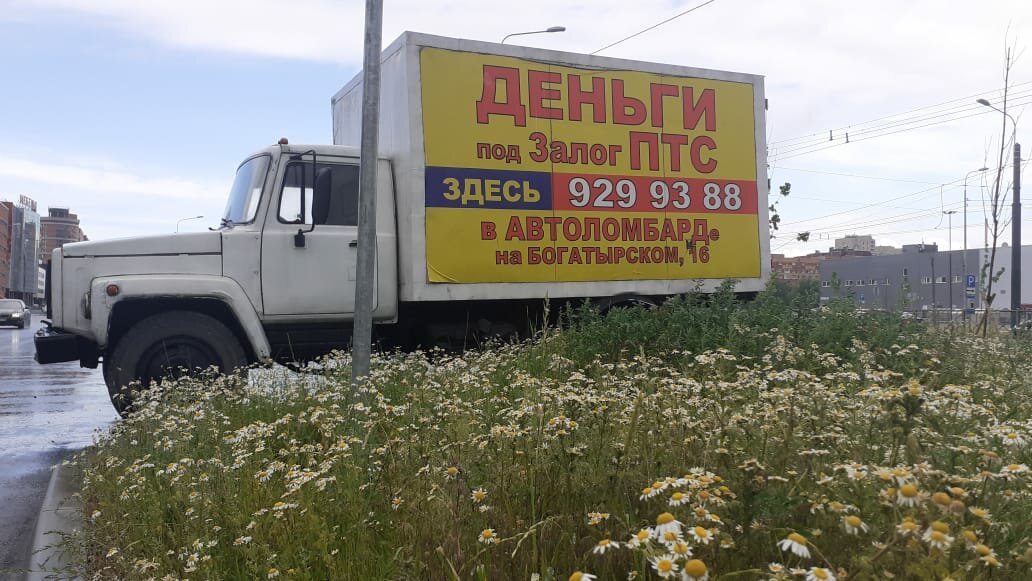 ДЕНЬГИ
под Залог ПТС
ЗДЕСЬ 929 93 88
в АВТОЛОМБАРДе
на БОГАТЫРСКОМ, 16